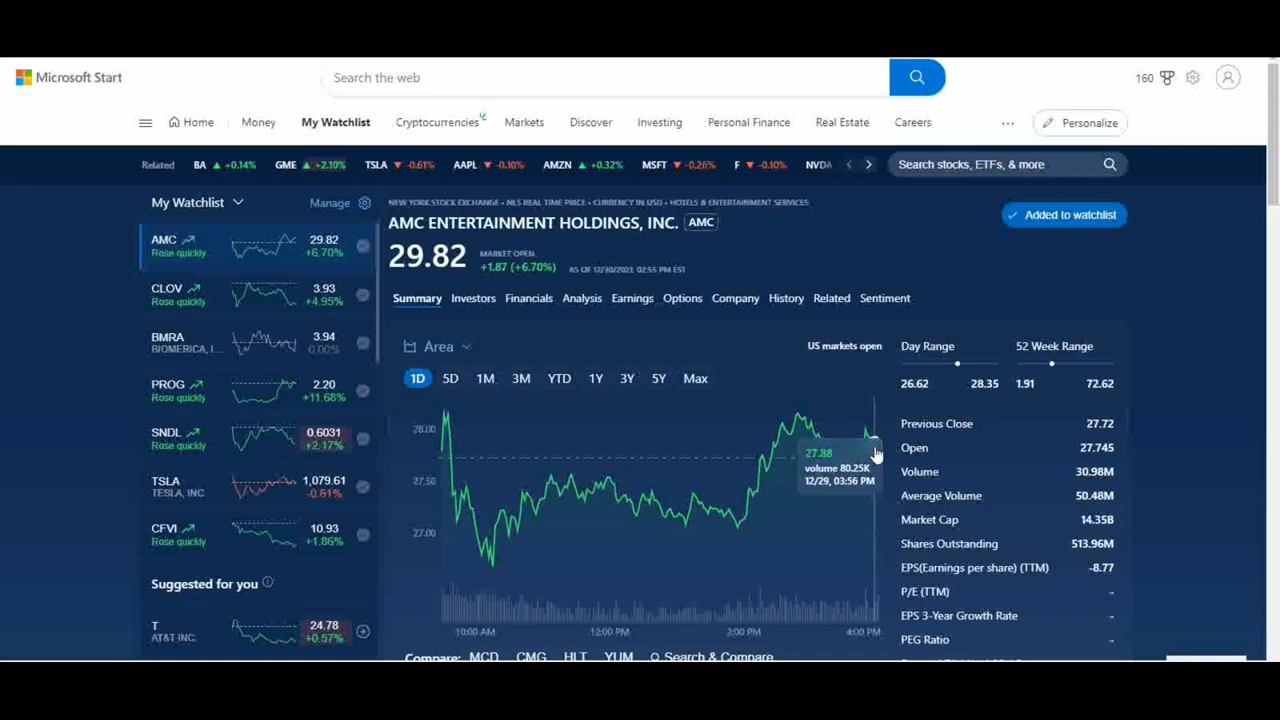 Microsoft Start
Search the web
160
Home Money My Watchlist Cryptocurrencies Markets Discover Investing Personal Finance Real Estate Careers ... Personalize
Related BA +0.14% GME +2.10% TSLA -0.61% AAPL -0.10% AMZN +0.32% MSFT -0.26% F -0.10% NVDA
Search stocks, ETFs, & more
My Watchlist Manage
AMC 29.82
Rose quickly +6.70%
CLOV 3.93
Rose quickly +4.95%
BMRA 3.94
BIOMERICA, I... 0.00%
PROG 2.20
Rose quickly +11.68%
SNDL 0.6031
Rose quickly +2.17%
TSLA 1,079.61
TESLA, INC. -0.61%
CFVI 10.93
Rose quickly +1.86%
Suggested for you
T 24.78
AT&T INC. +0.57%
NEW YORK STOCK EXCHANGE • NLS REAL TIME PRICE • CURRENCY IN USD • HOTELS & ENTERTAINMENT SERVICES
AMC ENTERTAINMENT HOLDINGS, INC. AMC
Added to watchlist
29.82
MARKET OPEN
+1.87 (+6.70%) AS OF 12/30/2021, 02:55 PM EST
Summary Investors Financials Analysis Earnings Options Company History Related Sentiment
Area
US markets open
1D 5D 1M 3M YTD 1Y 3Y 5Y Max
28.00
27.50
27.00
27.88
volume 80.25K
12/29, 03:56 PM
10:00 AM 12:00 PM 2:00 PM 4:00 PM
Compare: MCD CMG HLT YUM Search & Compare
Day Range 52 Week Range
26.62 28.35 1.91 72.62
Previous Close 27.72
Open 27.745
Volume 30.98M
Average Volume 50.48M
Market Cap 14.35B
Shares Outstanding 513.96M
EPS(Earnings per share) (TTM) -8.77
P/E (TTM) -
EPS 3-Year Growth Rate -
PEG Ratio -